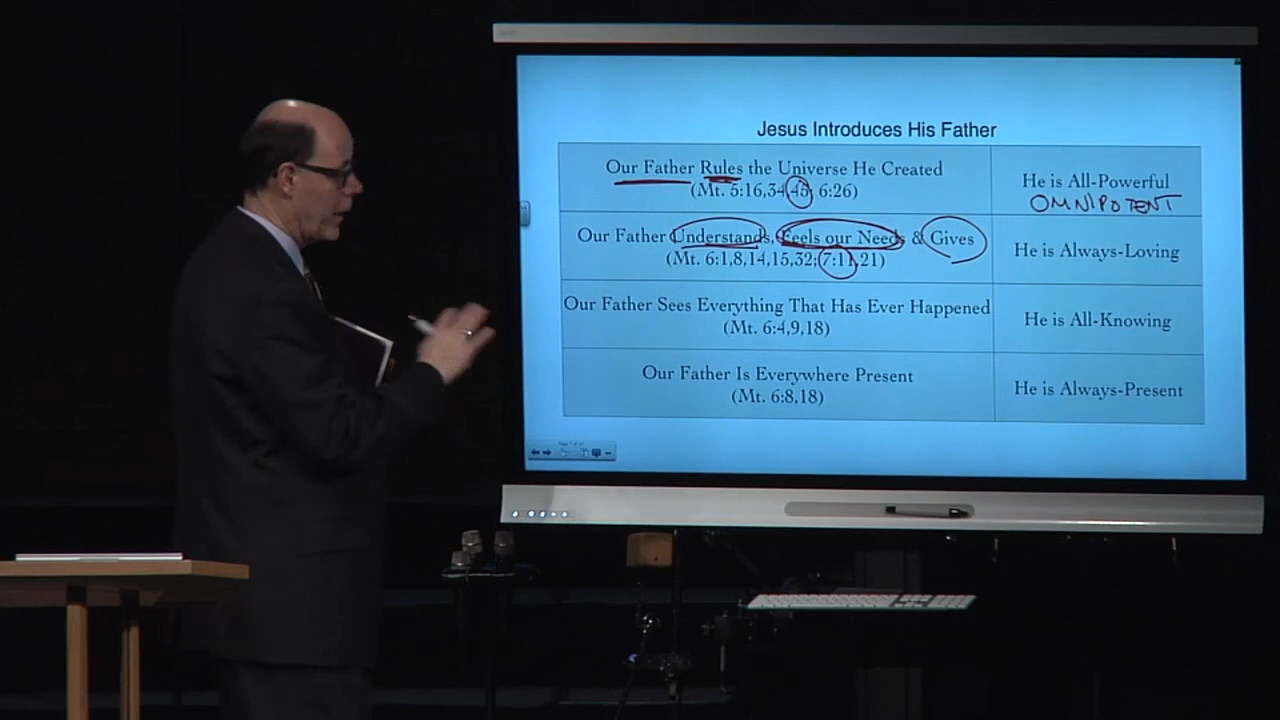 Jesus Introduces His Father
Our Father Rules the Universe He Created
(Mt. 5:16,34,45; 6:26)
He is All-Powerful
OMNIPOTENT
Our Father Understands, Feels our Needs & Gives
(Mt. 6:1,8,14,15,32; 7:11,21)
He is Always-Loving
Our Father Sees Everything That Has Ever Happened
(Mt. 6:4,9,18)
He is All-Knowing
Our Father Is Everywhere Present
(Mt. 6:8,18)
He is Always-Present